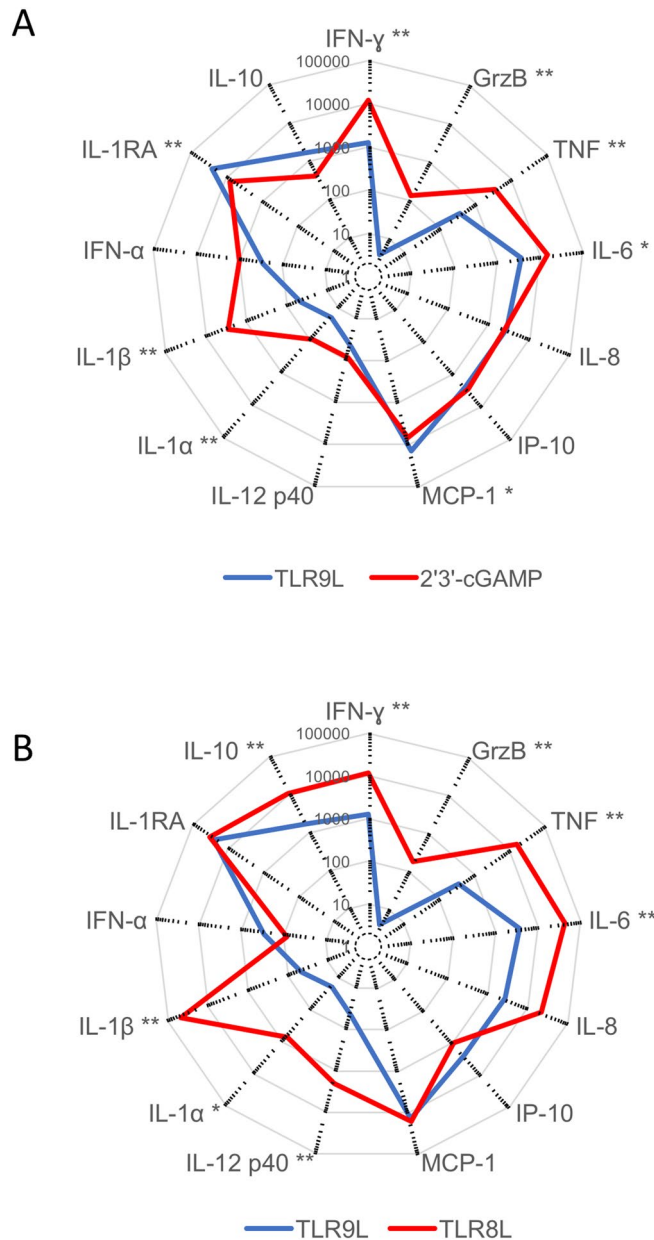 A
IFN-ɣ **
IL-10
GrzB **
100000
10000
IL-1RA **
TNF **
1000
100
IFN-α
10
IL-6 *
IL-1β **
IL-8
IL-1α **
IP-10
IL-12 p40
MCP-1 *
TLR9L
2'3'-cGAMP
B
IFN-ɣ **
IL-10 **
GrzB **
100000
10000
IL-1RA
TNF **
1000
100
IFN-α
10
IL-6 **
IL-1β **
IL-8
IL-1α *
IP-10
IL-12 p40 **
MCP-1
TLR9L
TLR8L